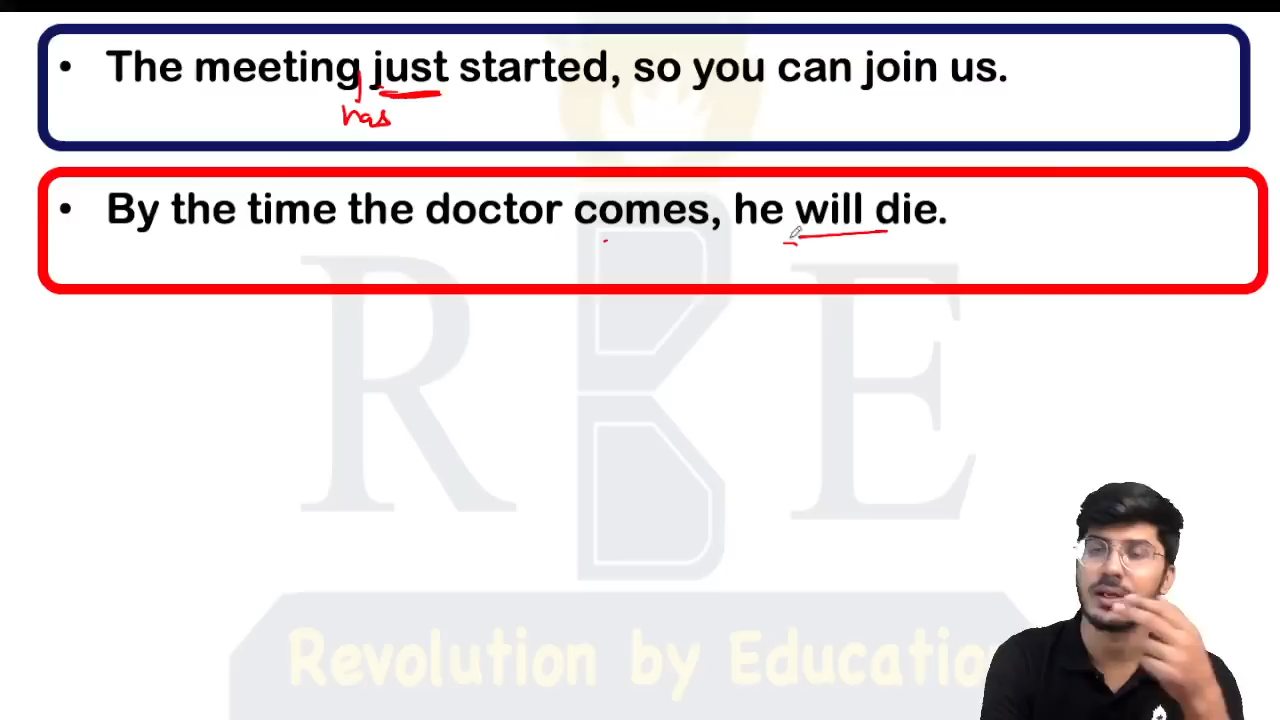 • The meeting just started, so you can join us.
has
• By the time the doctor comes, he will die.
R B E
Revolution by Educatio